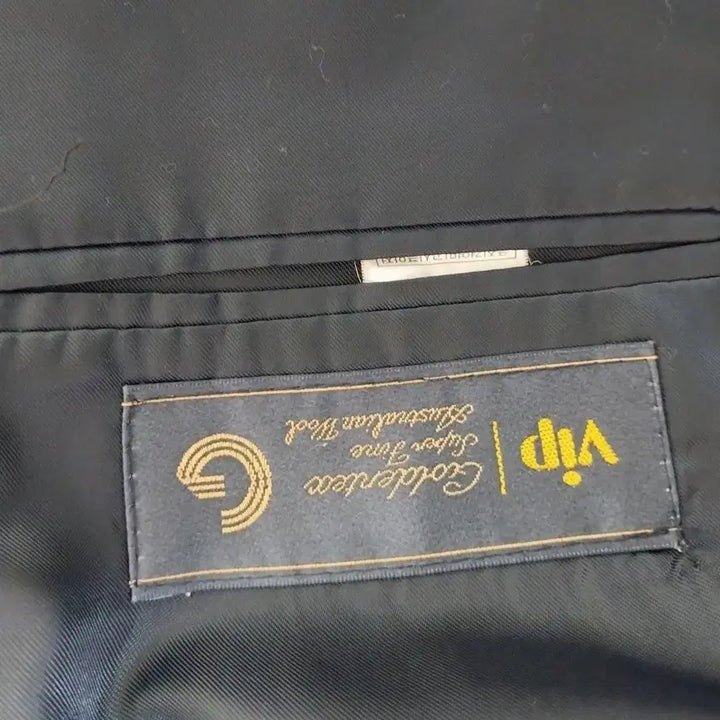 vip
Goldentex
Super Fine
Australian Wool